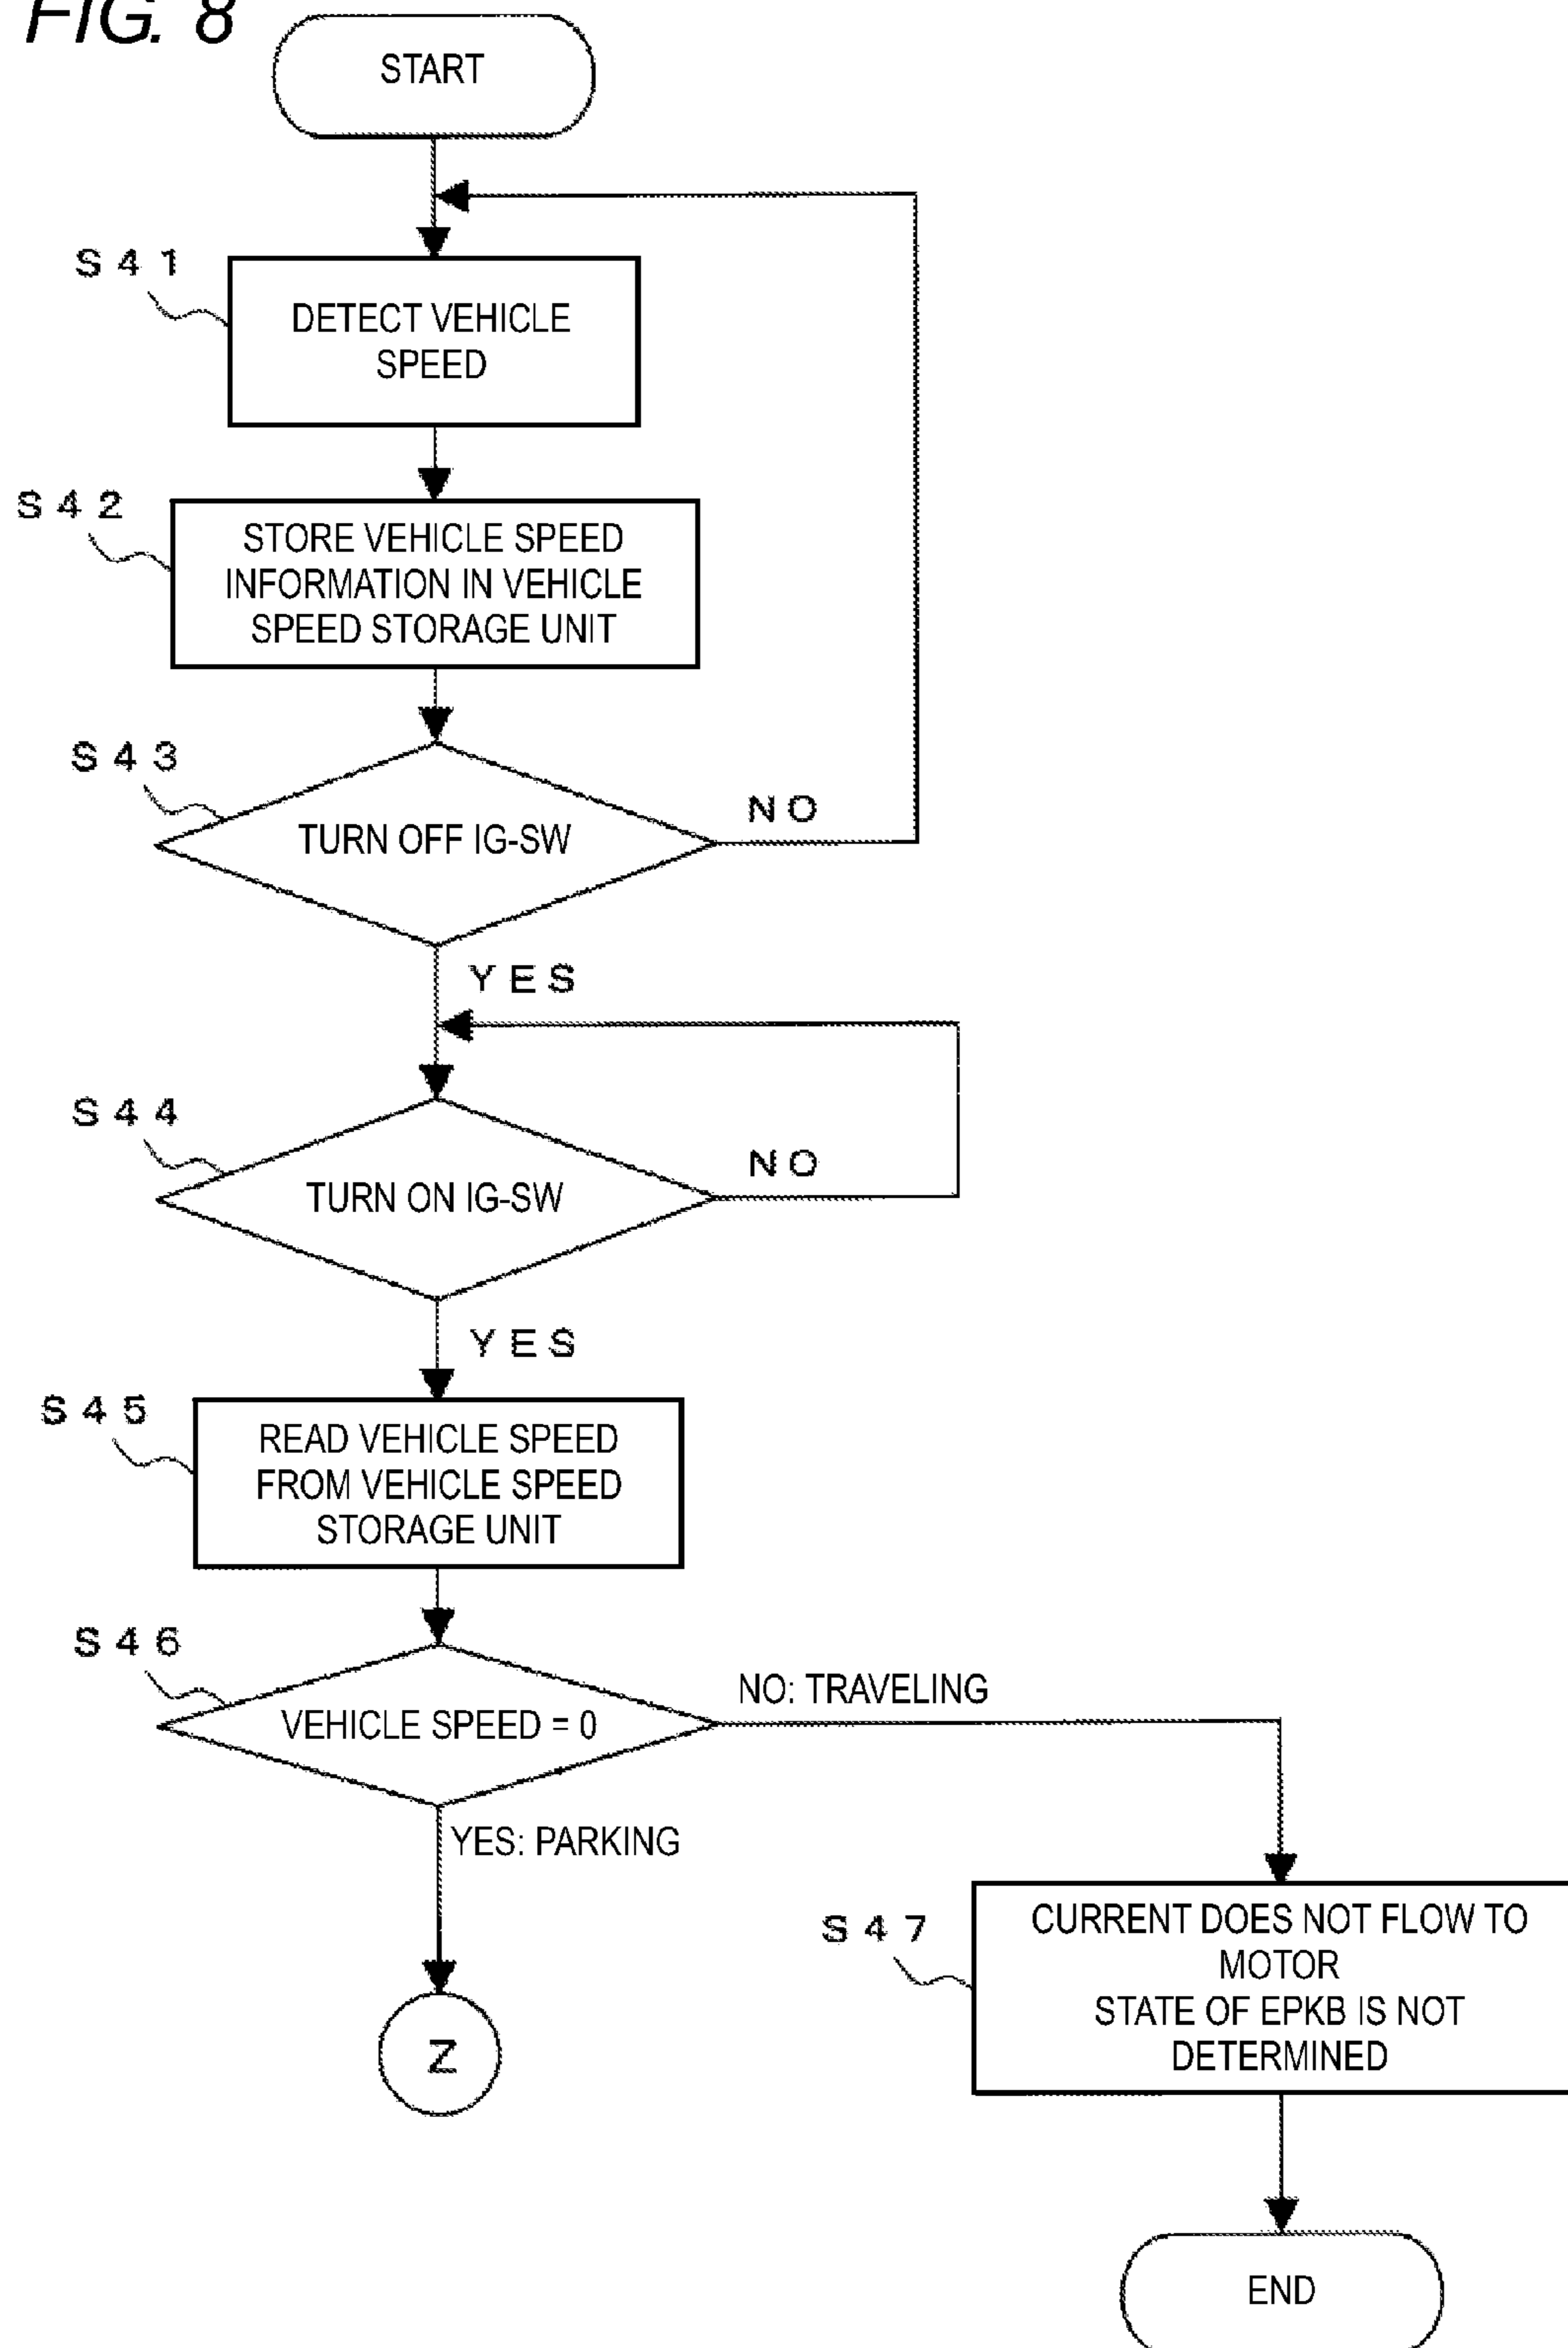 FIG. 8
START
S41
DETECT VEHICLE
SPEED
S42
STORE VEHICLE SPEED
INFORMATION IN VEHICLE
SPEED STORAGE UNIT
S43
TURN OFF IG-SW
NO
YES
S44
TURN ON IG-SW
NO
YES
S45
READ VEHICLE SPEED
FROM VEHICLE SPEED
STORAGE UNIT
S46
VEHICLE SPEED = 0
NO: TRAVELING
YES: PARKING
Z
S47
CURRENT DOES NOT FLOW TO
MOTOR
STATE OF EPKB IS NOT
DETERMINED
END